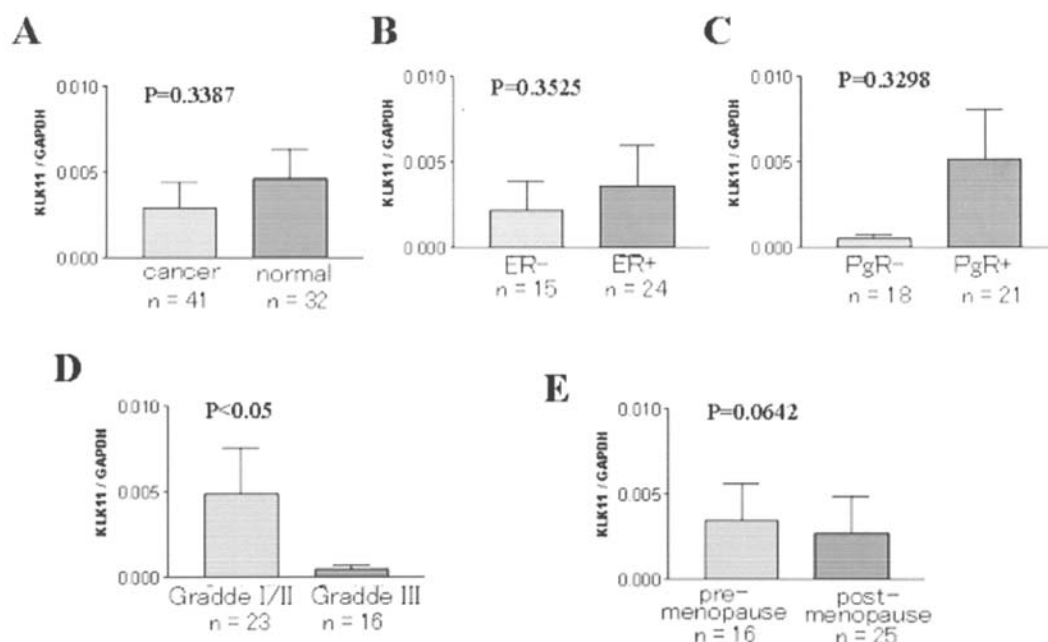 A
P=0.3387
KLK11 / GAPDH
0.010
0.005
0.000
cancer
normal
n = 41
n = 32
B
P=0.3525
KLK11 / GAPDH
0.010
0.005
0.000
ER-
ER+
n = 15
n = 24
C
P=0.3298
KLK11 / GAPDH
0.010
0.005
0.000
PgR-
PgR+
n = 18
n = 21
D
P<0.05
KLK11 / GAPDH
0.010
0.005
0.000
Gradde I/II
Gradde III
n = 23
n = 16
E
P=0.0642
KLK11 / GAPDH
0.010
0.005
0.000
pre-
menopause
n = 16
post-
menopause
n = 25